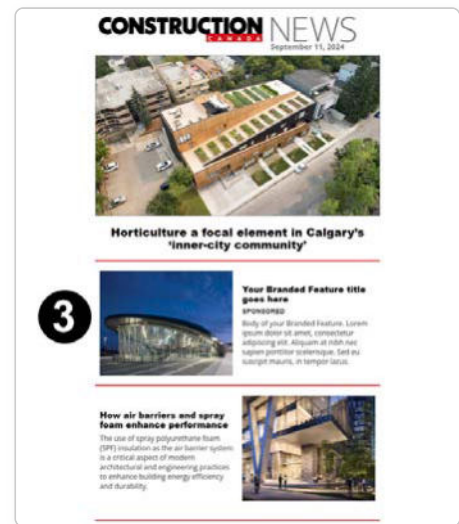 CONSTRUCTION NEWS
CANADA
September 11, 2024
Horticulture a focal element in Calgary's
'inner-city community'
3
Your Branded Feature title
goes here
SPONSORED
Body of your Branded Feature. Lorem
ipsum dolor sit amet, consectetur
adipiscing elit. Aliquam at nibh nec
sapien porttitor scelerisque. Sed eu
suscipit mauris, in tempor lacus.
How air barriers and spray
foam enhance performance
The use of spray polyurethane foam
(SPF) insulation as the air barrier system
is a critical aspect of modern
architectural and engineering practices
to enhance building energy efficiency
and durability.